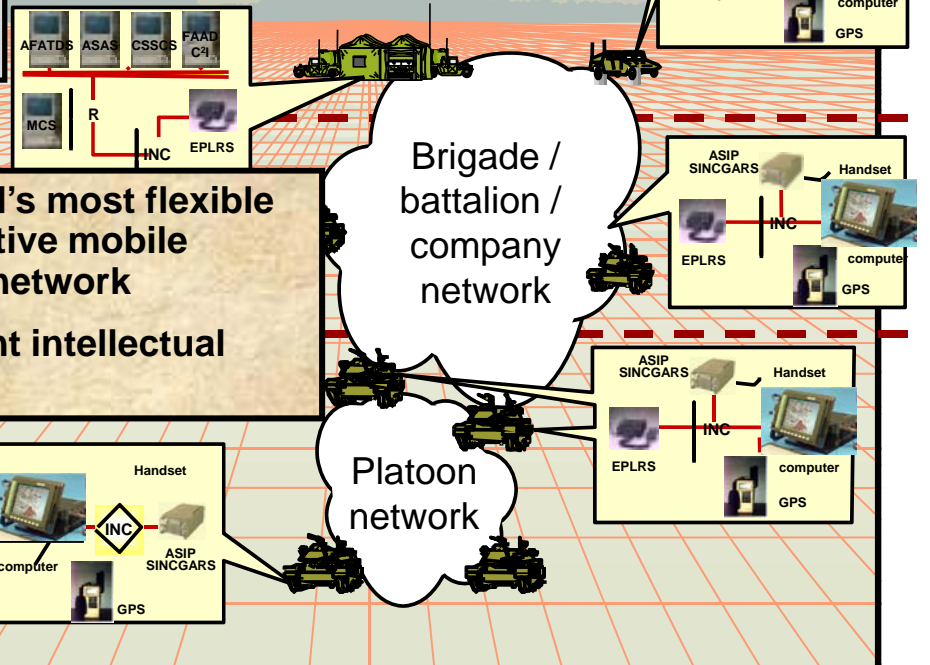 computer
GPS
AFATDS
ASAS
CSSCS
FAAD
C²I
MCS
R
INC
EPLRS
Brigade /
battalion /
company
network
ASIP
SINCGARS
Handset
INC
EPLRS
computer
GPS
's most flexible
tive mobile
network
nt intellectual
ASIP
SINCGARS
Handset
INC
EPLRS
computer
GPS
Platoon
network
Handset
INC
computer
ASIP
SINCGARS
GPS